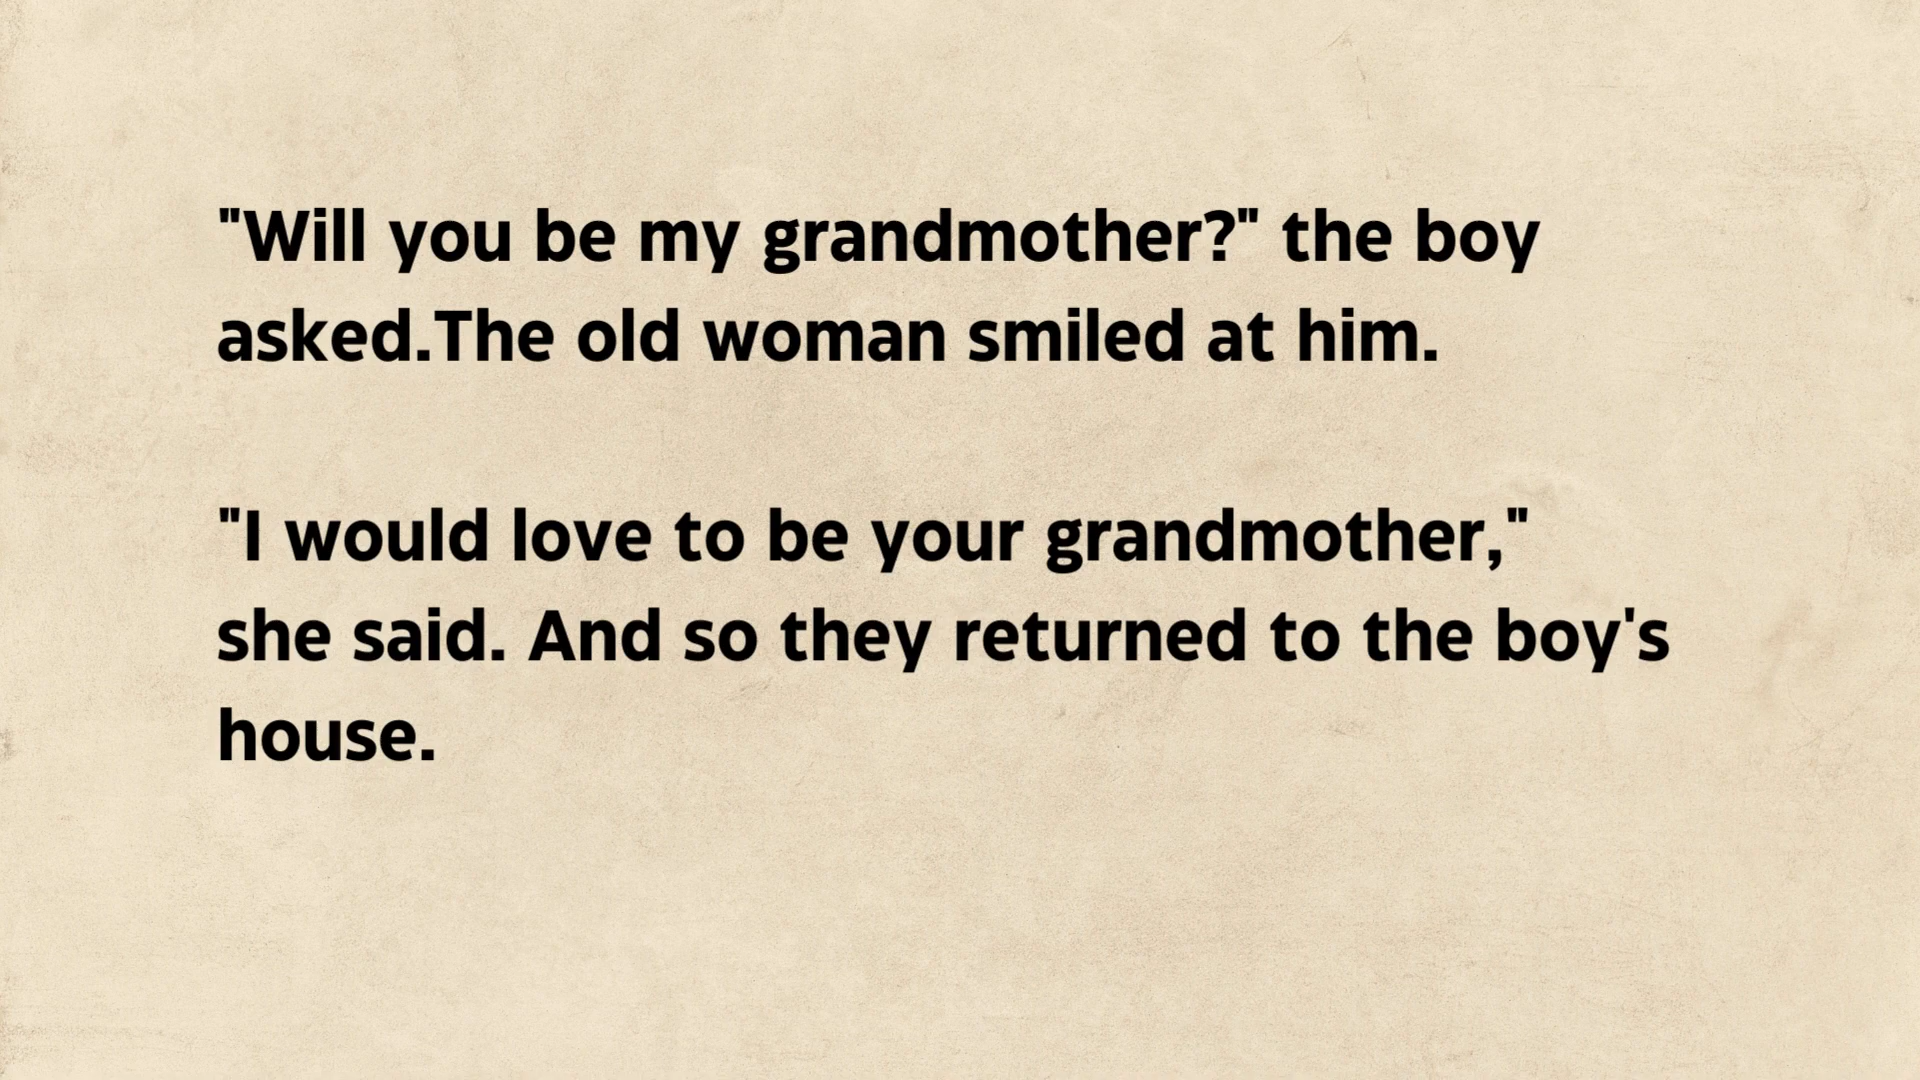 "Will you be my grandmother?" the boy
asked.The old woman smiled at him.
"I would love to be your grandmother,"
she said. And so they returned to the boy's
house.